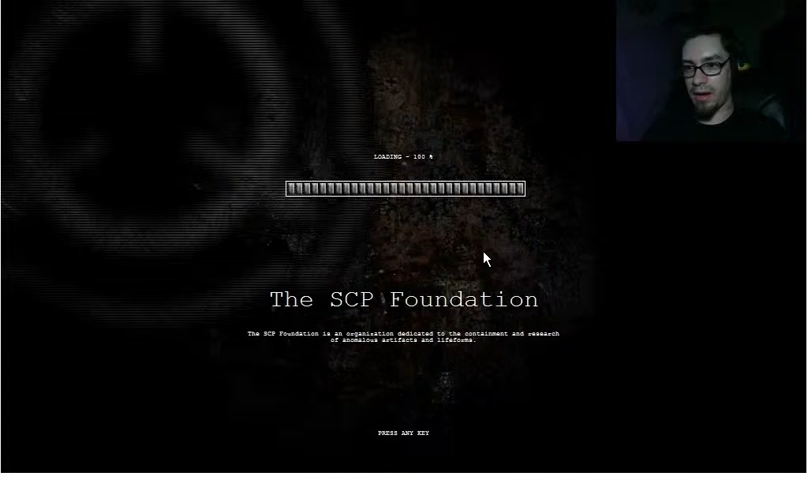 LOADING - 100 %
The SCP Foundation
The SCP Foundation is an organization dedicated to the containment and research
of anomalous artifacts and lifeforms.
PRESS ANY KEY